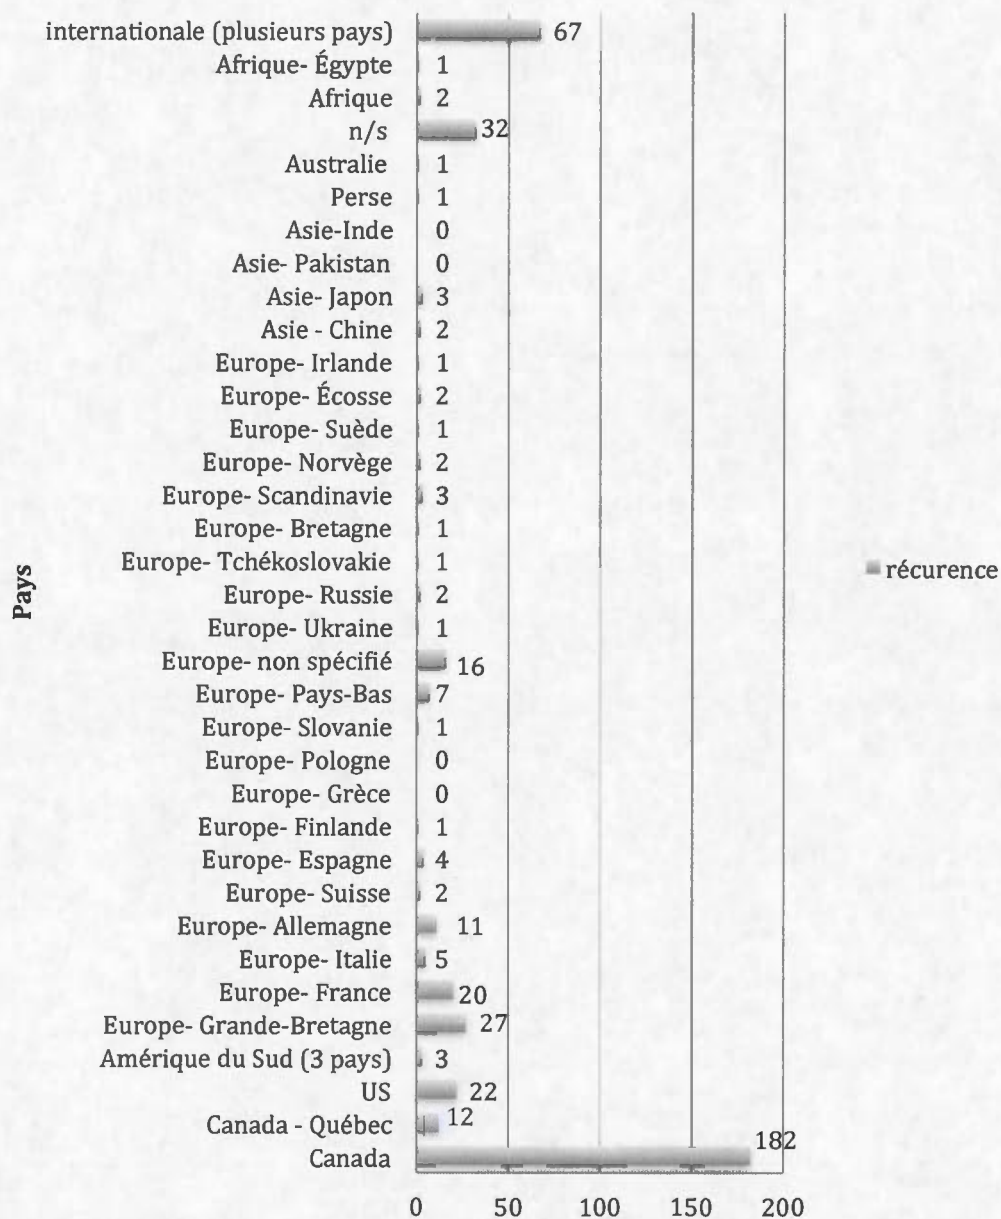 internationale (plusieurs pays) 67
Afrique- Égypte 1
Afrique 2
n/s 32
Australie 1
Perse 1
Asie-Inde 0
Asie- Pakistan 0
Asie- Japon 3
Asie - Chine 2
Europe- Irlande 1
Europe- Écosse 2
Europe- Suède 1
Europe- Norvège 2
Europe- Scandinavie 3
Europe- Bretagne 1
Europe- Tchékoslovakie 1
Europe- Russie 2
Europe- Ukraine 1
Europe- non spécifié 16
Europe- Pays-Bas 7
Europe- Slovanie 1
Europe- Pologne 0
Europe- Grèce 0
Europe- Finlande 1
Europe- Espagne 4
Europe- Suisse 2
Europe- Allemagne 11
Europe- Italie 5
Europe- France 20
Europe- Grande-Bretagne 27
Amérique du Sud (3 pays) 3
US 22
Canada - Québec 12
Canada 182
0 50 100 150 200
Pays
récurence